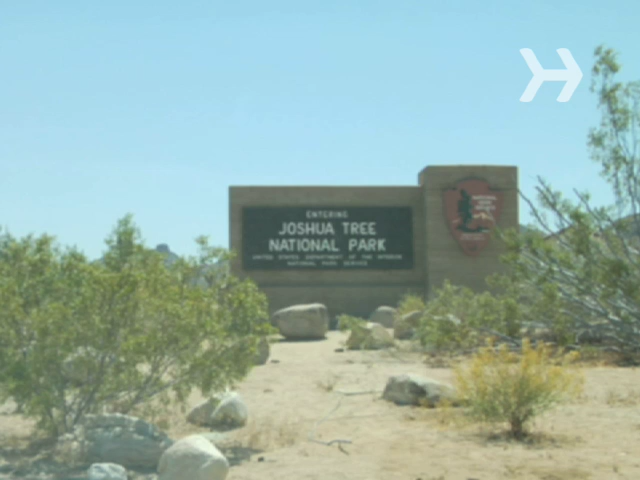 ENTERING
JOSHUA TREE
NATIONAL PARK
UNITED STATES DEPARTMENT OF THE INTERIOR
NATIONAL PARK SERVICE